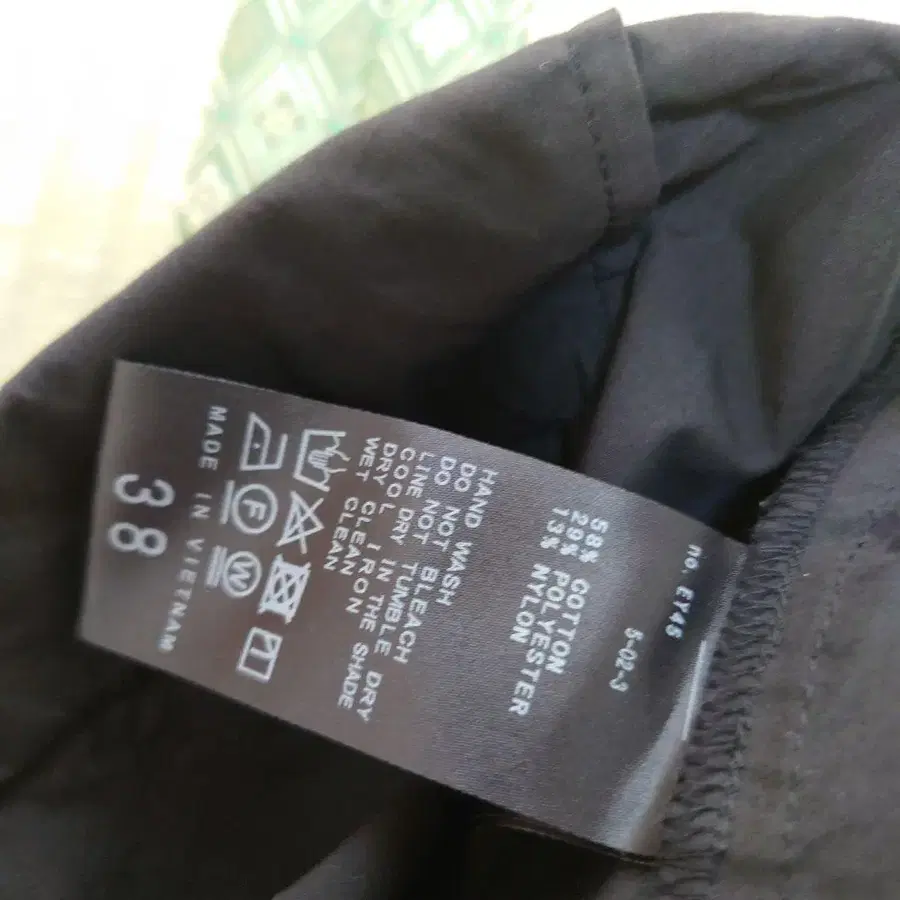 no. EY45
5-02-3
58% COTTON
29% POLYESTER
13% NYLON
HAND WASH
DO NOT BLEACH
DO NOT TUMBLE DRY
LINE DRY IN THE SHADE
COOL IRON
DRY CLEAN
WET CLEAN
F
W
MADE IN VIETNAM
38